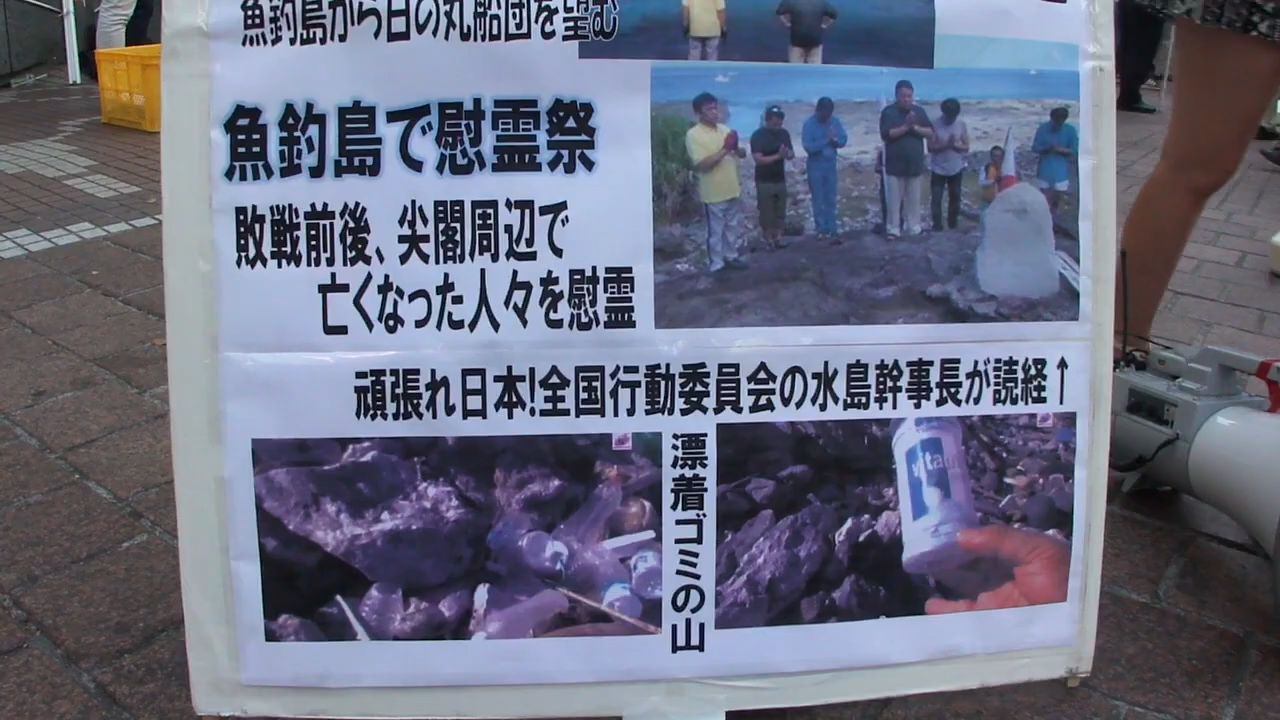 魚釣島から日の丸船団を望む
魚釣島で慰霊祭
敗戦前後、尖閣周辺で
亡くなった人々を慰霊
頑張れ日本!全国行動委員会の水島幹事長が読経↑
漂着ゴミの山
vitali